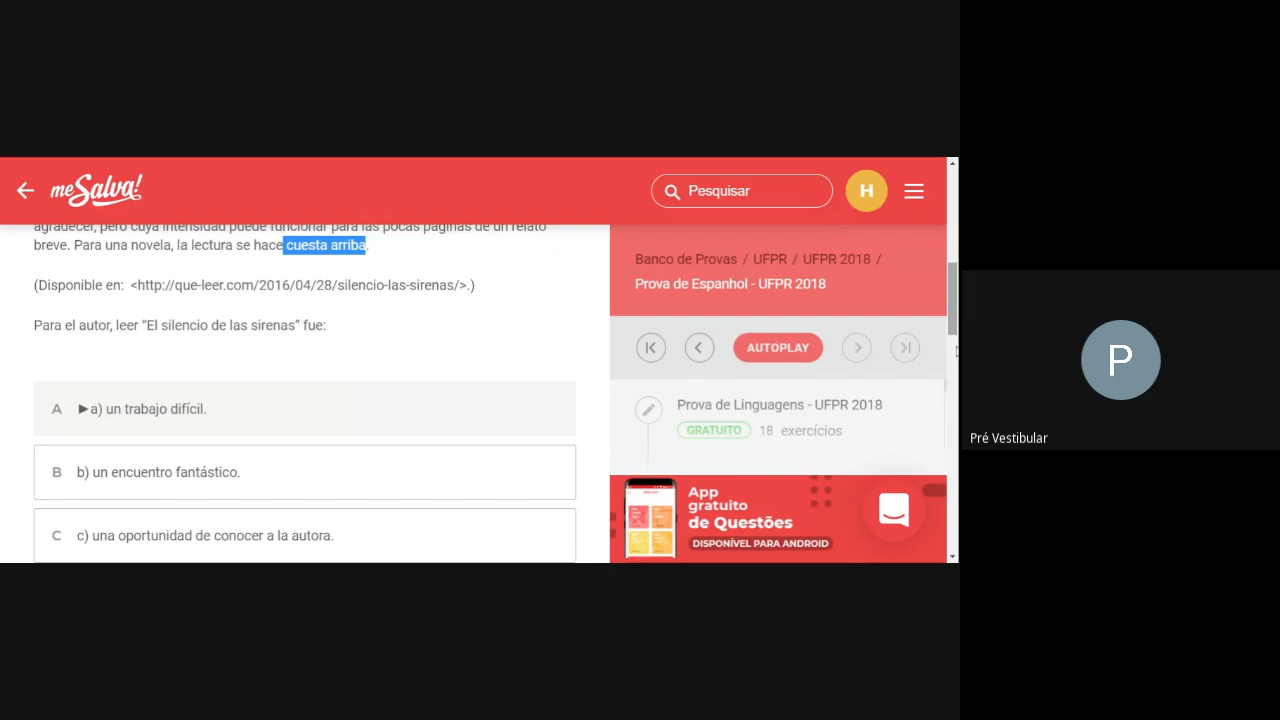 me Salva!
Pesquisar
H
agradecer, pero cuya intensidad puede funcionar para las pocas páginas de un relato
breve. Para una novela, la lectura se hace cuesta arriba.
(Disponible en: <http://que-leer.com/2016/04/28/silencio-las-sirenas/>.)
Para el autor, leer “El silencio de las sirenas” fue:
A ►a) un trabajo difícil.
B b) un encuentro fantástico.
C c) una oportunidad de conocer a la autora.
Banco de Provas / UFPR / UFPR 2018 /
Prova de Espanhol - UFPR 2018
AUTOPLAY
Prova de Linguagens - UFPR 2018
GRATUITO 18 exercícios
App
gratuito
de Questões
DISPONÍVEL PARA ANDROID
P
Pré Vestibular